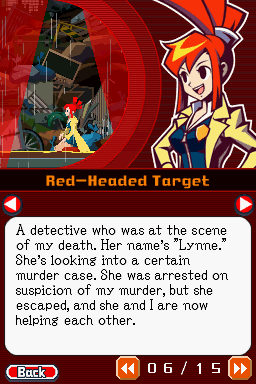 Red-Headed Target
A detective who was at the scene
of my death. Her name's "Lynne."
She's looking into a certain
murder case. She was arrested on
suspicion of my murder, but she
escaped, and she and I are now
helping each other.
Back
06/15